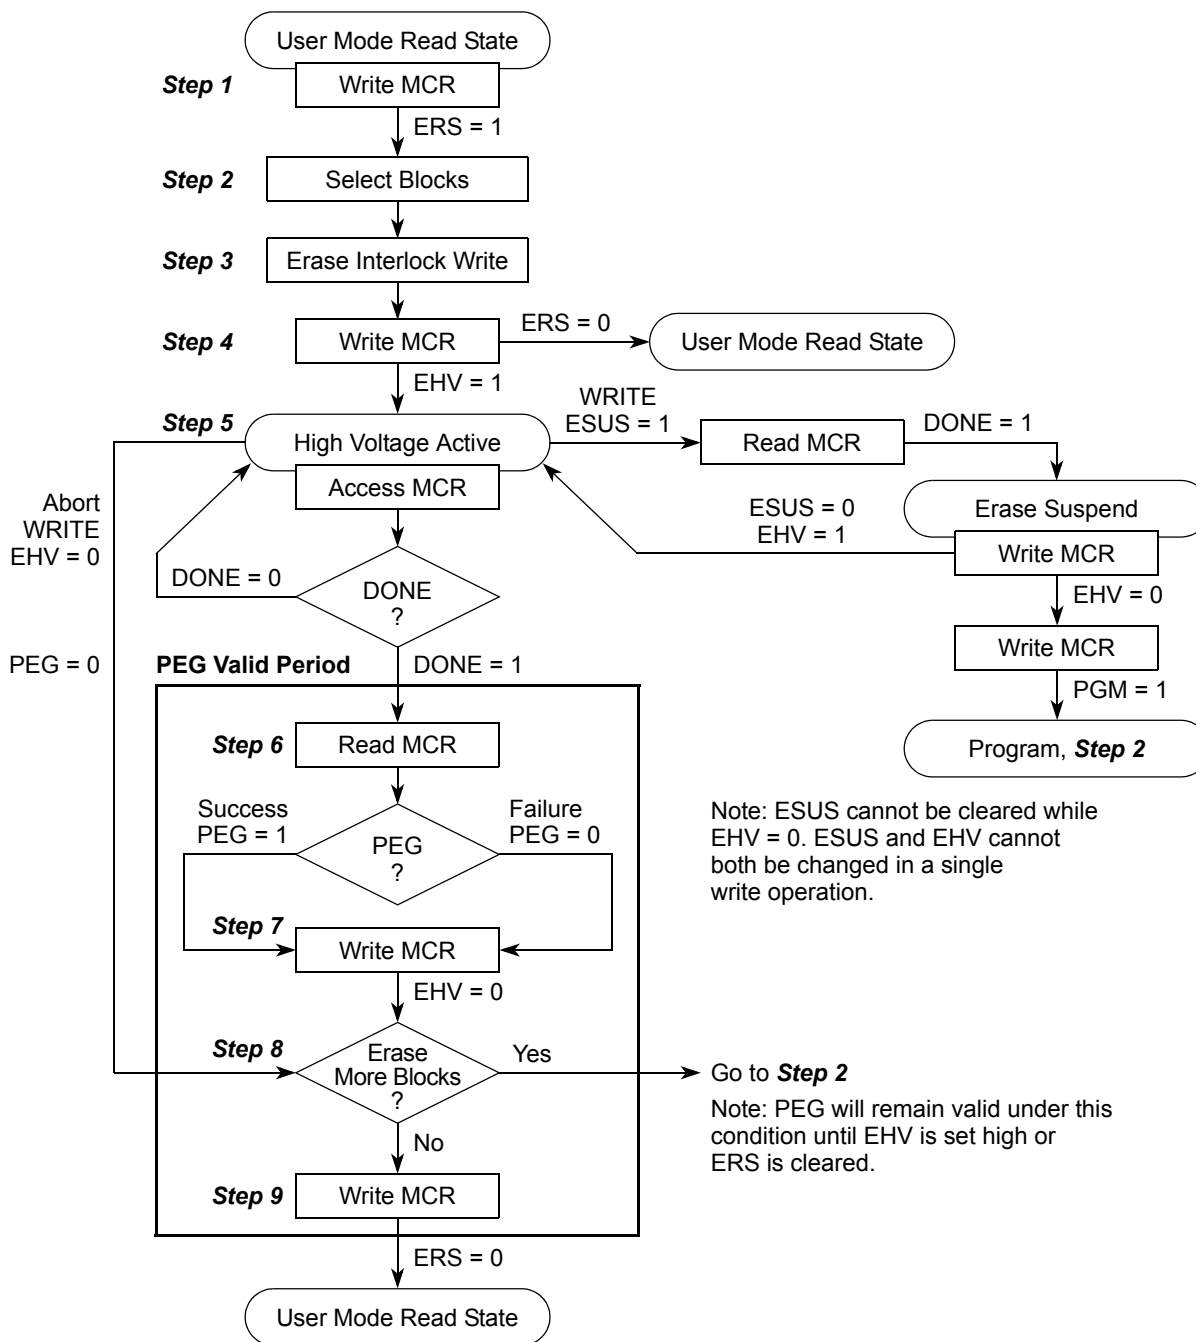 User Mode Read State
Step 1
Write MCR
ERS = 1
Step 2
Select Blocks
Step 3
Erase Interlock Write
Step 4
Write MCR
ERS = 0
User Mode Read State
EHV = 1
Step 5
High Voltage Active
WRITE
ESUS = 1
Read MCR
DONE = 1
Access MCR
Abort
WRITE
EHV = 0
ESUS = 0
EHV = 1
Erase Suspend
Write MCR
DONE = 0
DONE
?
EHV = 0
Write MCR
PEG = 0
PEG Valid Period
DONE = 1
PGM = 1
Step 6
Read MCR
Program, Step 2
Success
PEG = 1
Failure
PEG = 0
PEG
?
Note: ESUS cannot be cleared while
EHV = 0. ESUS and EHV cannot
both be changed in a single
write operation.
Step 7
Write MCR
EHV = 0
Step 8
Erase
More Blocks
?
Yes
Go to Step 2
Note: PEG will remain valid under this
condition until EHV is set high or
ERS is cleared.
No
Step 9
Write MCR
ERS = 0
User Mode Read State